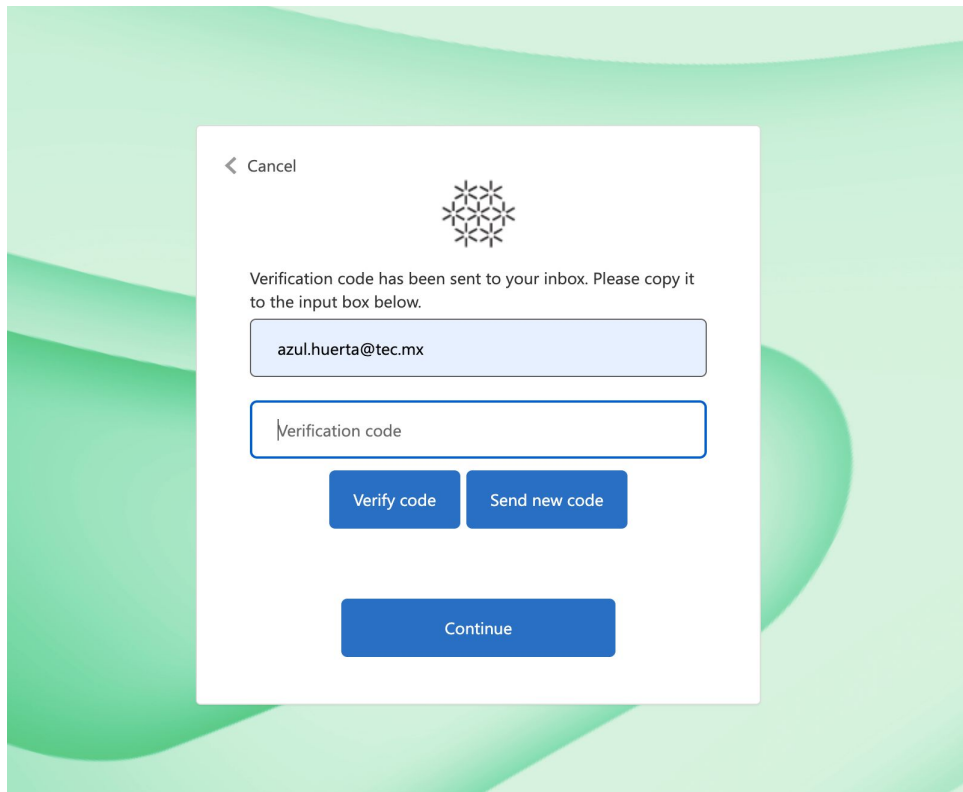 Cancel
Verification code has been sent to your inbox. Please copy it
to the input box below.
azul.huerta@tec.mx
Verification code
Verify code Send new code
Continue